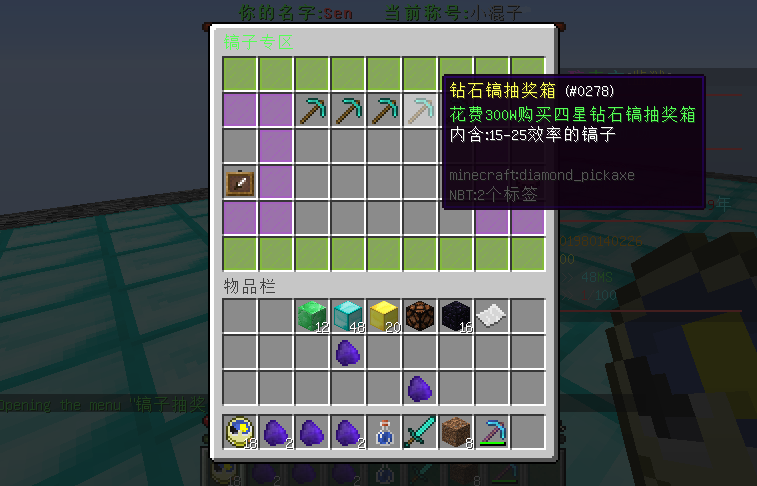 你的名字:Sen 当前称号:小混子
镐子专区
钻石镐抽奖箱 (#0278)
花费300W购买四星钻石镐抽奖箱
内含:15-25效率的镐子
minecraft:diamond_pickaxe
NBT:2个标签
年
48MS
100
物品栏
12 48 20 16
Opening the menu "镐子抽奖
18 2 2 2 8